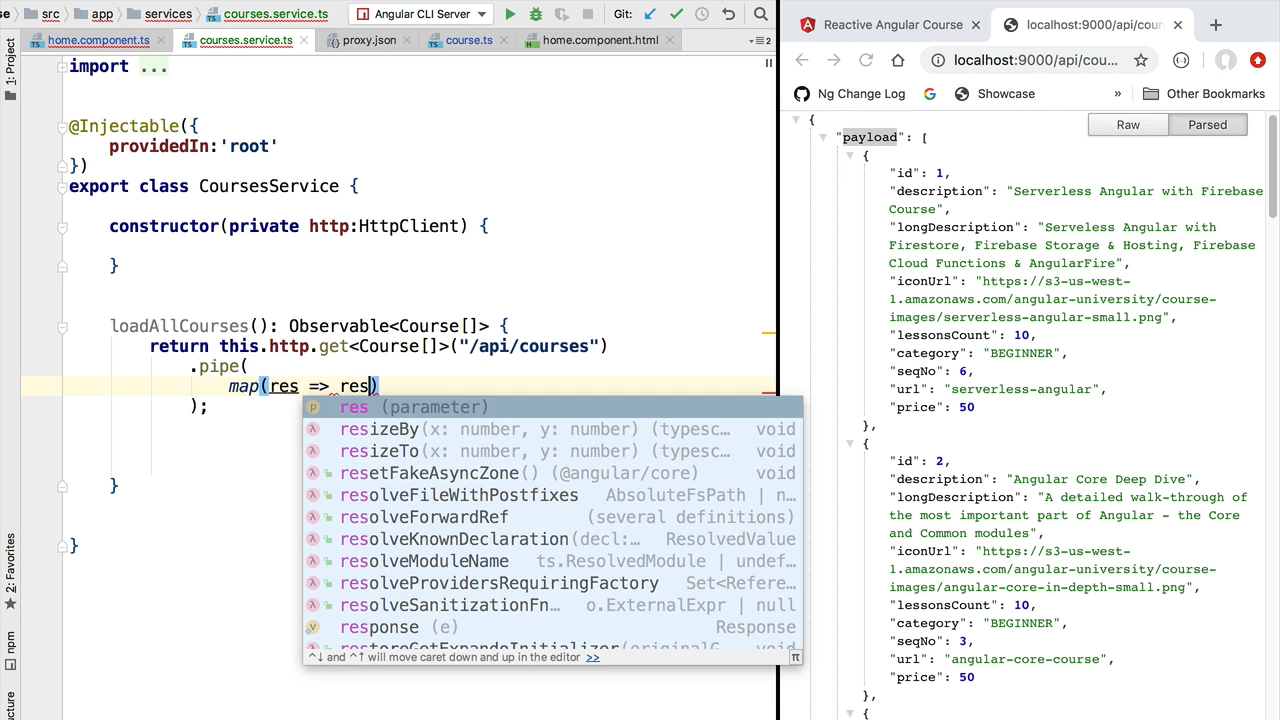 src app services courses.service.ts Angular CLI Server Git:
home.component.ts courses.service.ts proxy.json course.ts home.component.html 2
1: Project
2: Favorites
npm
import ...
@Injectable({
providedIn:'root'
})
export class CoursesService {
constructor(private http:HttpClient) {
}
loadAllCourses(): Observable<Course[]> {
return this.http.get<Course[]>("/api/courses")
.pipe(
map(res => res)
);
}
}
res (parameter)
resizeBy(x: number, y: number) (typesc… void
resizeTo(x: number, y: number) (typesc… void
resetFakeAsyncZone() (@angular/core) void
resolveFileWithPostfixes AbsoluteFsPath | n…
resolveForwardRef (several definitions)
resolveKnownDeclaration(decl:… ResolvedValue
resolveModuleName ts.ResolvedModule | undef…
resolveProvidersRequiringFactory Set<Refere…
resolveSanitizationFn… o.ExternalExpr | null
response (e) Response
restoreGetExpandoInitializer(originalG… void
^↓ and ^↑ will move caret down and up in the editor >> π
Reactive Angular Course localhost:9000/api/cour
localhost:9000/api/cou...
Ng Change Log Showcase » Other Bookmarks
Raw Parsed
{
"payload": [
{
"id": 1,
"description": "Serverless Angular with Firebase
Course",
"longDescription": "Serveless Angular with
Firestore, Firebase Storage & Hosting, Firebase
Cloud Functions & AngularFire",
"iconUrl": "https://s3-us-west-
1.amazonaws.com/angular-university/course-
images/serverless-angular-small.png",
"lessonsCount": 10,
"category": "BEGINNER",
"seqNo": 6,
"url": "serverless-angular",
"price": 50
},
{
"id": 2,
"description": "Angular Core Deep Dive",
"longDescription": "A detailed walk-through of
the most important part of Angular - the Core
and Common modules",
"iconUrl": "https://s3-us-west-
1.amazonaws.com/angular-university/course-
images/angular-core-in-depth-small.png",
"lessonsCount": 10,
"category": "BEGINNER",
"seqNo": 3,
"url": "angular-core-course",
"price": 50
},
{